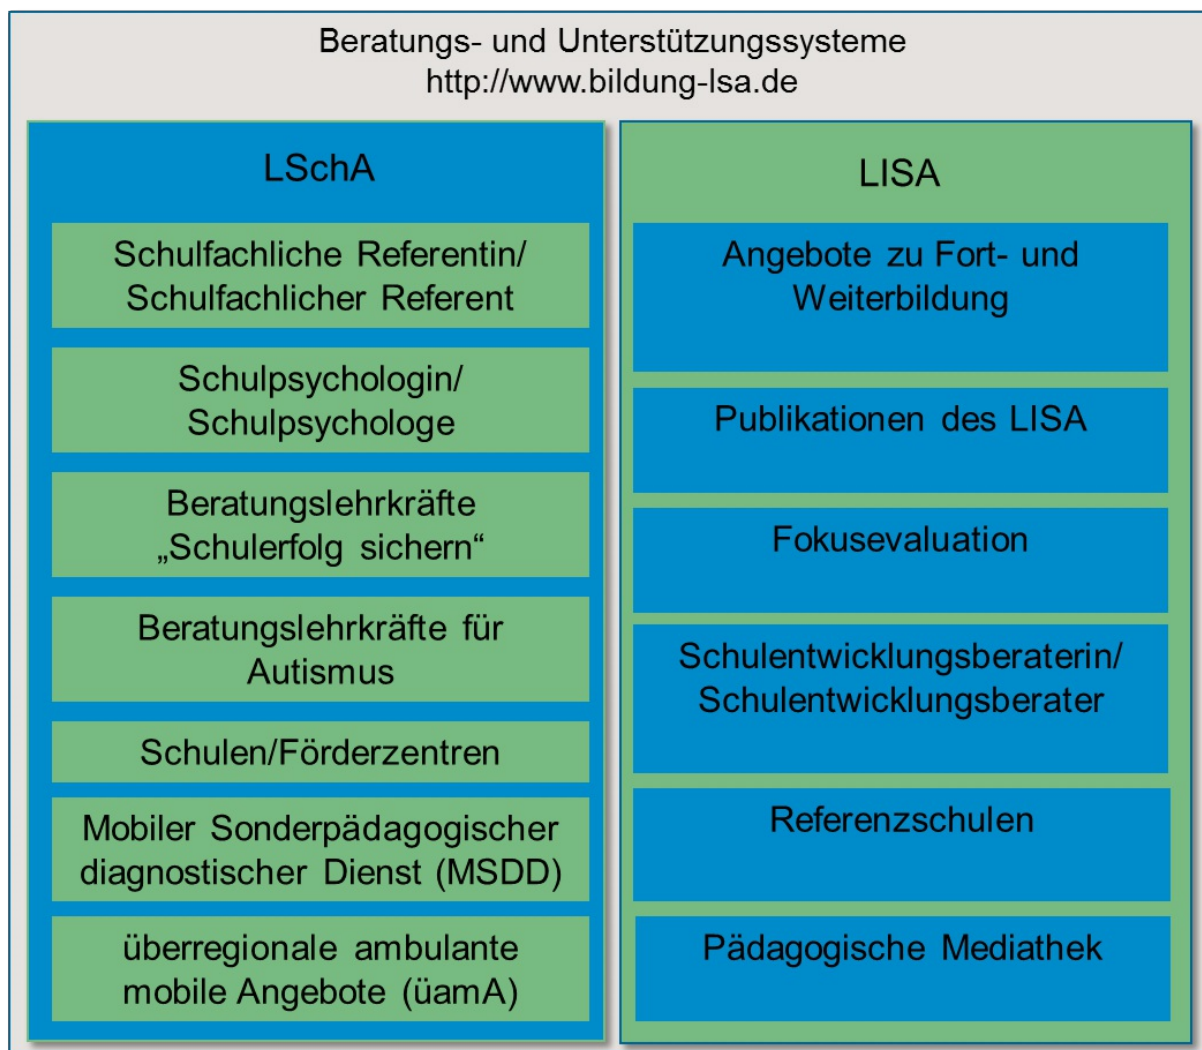 Beratungs- und Unterstützungssysteme
http://www.bildung-lsa.de
LSchA
Schulfachliche Referentin/
Schulfachlicher Referent
Schulpsychologin/
Schulpsychologe
Beratungslehrkräfte
„Schulerfolg sichern“
Beratungslehrkräfte für
Autismus
Schulen/Förderzentren
Mobiler Sonderpädagogischer
diagnostischer Dienst (MSDD)
überregionale ambulante
mobile Angebote (üamA)
LISA
Angebote zu Fort- und
Weiterbildung
Publikationen des LISA
Fokusevaluation
Schulentwicklungsberaterin/
Schulentwicklungsberater
Referenzschulen
Pädagogische Mediathek